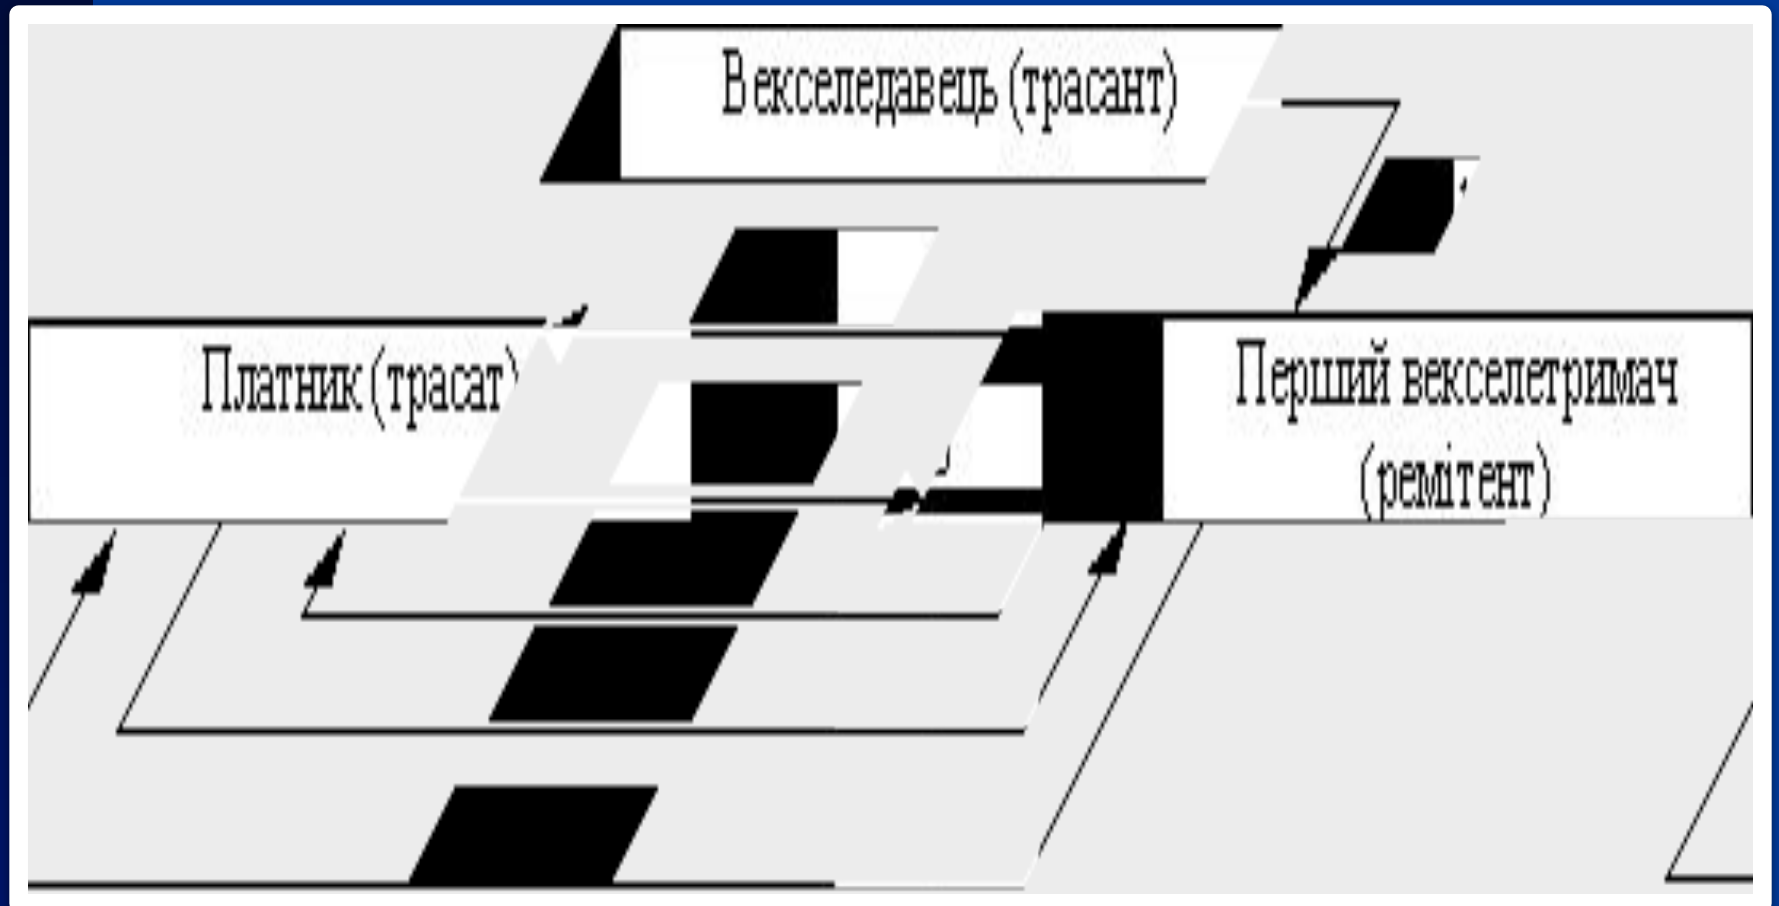 Векселедавець (трасант)
Платник (трасат)
Перший векселетримач
(ремітент)